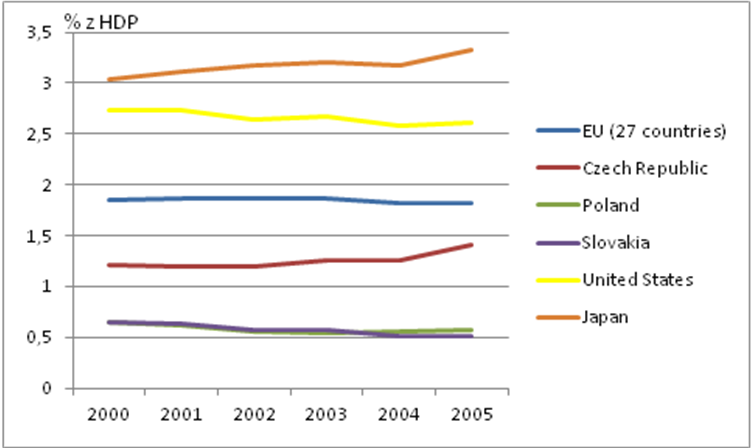 % z HDP
3,5
3
2,5
2
1,5
1
0,5
0
2000 2001 2002 2003 2004 2005
EU (27 countries)
Czech Republic
Poland
Slovakia
United States
Japan